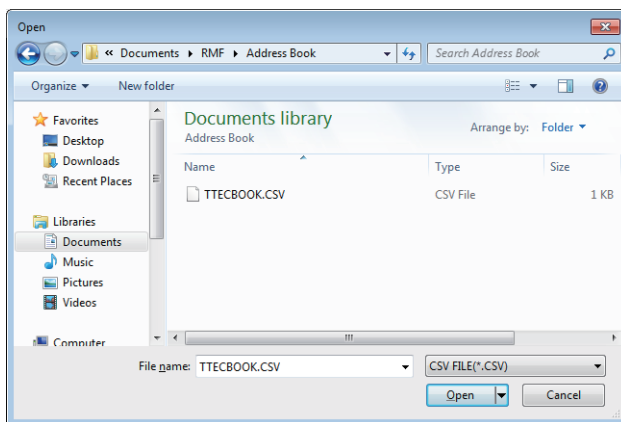 Open
« Documents ▸ RMF ▸ Address Book
Search Address Book
Organize
New folder
Favorites
Desktop
Downloads
Recent Places
Libraries
Documents
Music
Pictures
Videos
Computer
Documents library
Address Book
Arrange by: Folder
Name Type Size
TTECBOOK.CSV CSV File 1 KB
File name: TTECBOOK.CSV
CSV FILE(*.CSV)
Open Cancel